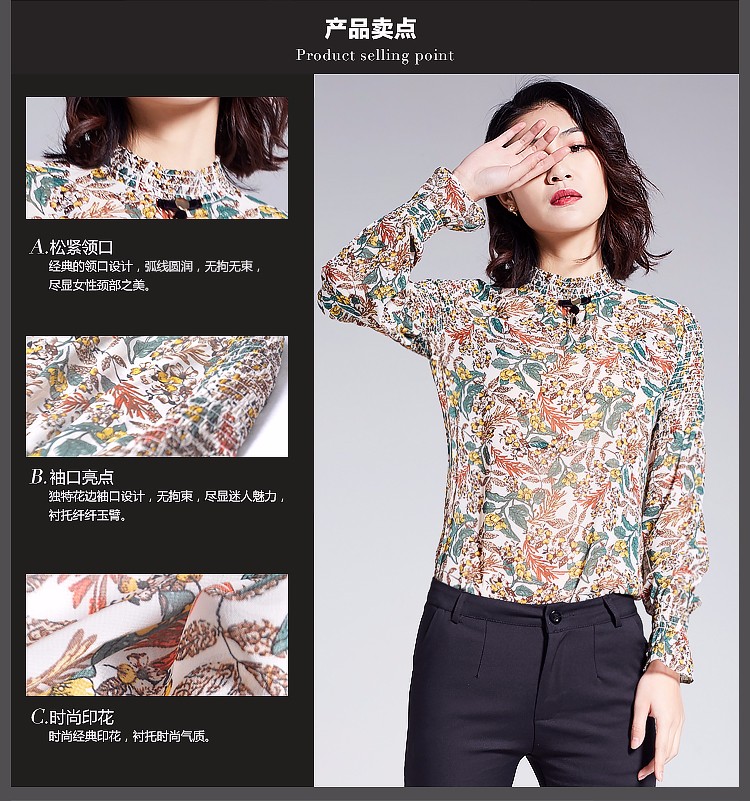 产品卖点
Product selling point
A.松紧领口
经典的领口设计，弧线圆润，无拘无束，
尽显女性颈部之美。
B.袖口亮点
独特花边袖口设计，无拘束，尽显迷人魅力，
衬托纤纤玉臂。
C.时尚印花
时尚经典印花，衬托时尚气质。